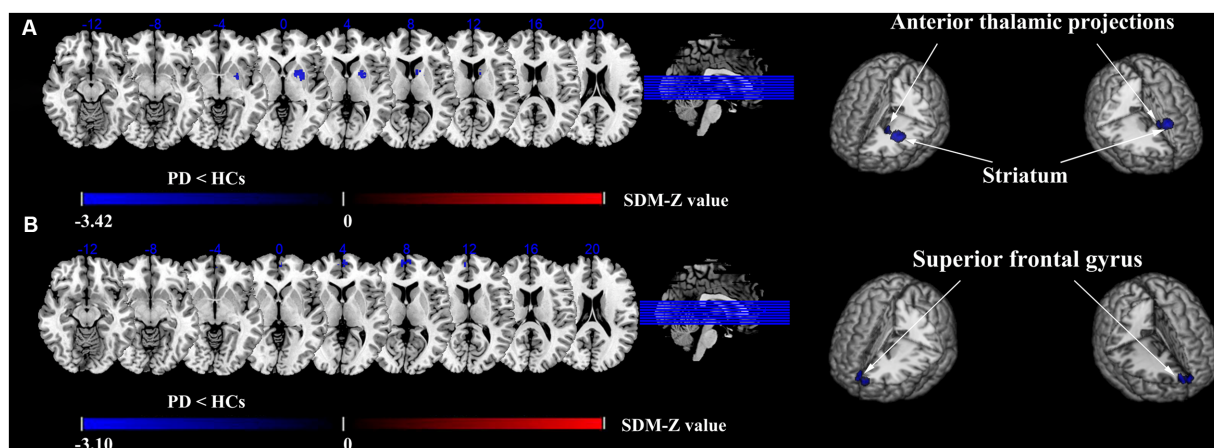 A
-12 -8 -4 0 4 8 12 16 20
Anterior thalamic projections
Striatum
PD < HCs
SDM-Z value
-3.42 0
B
-12 -8 -4 0 4 8 12 16 20
Superior frontal gyrus
PD < HCs
SDM-Z value
-3.10 0